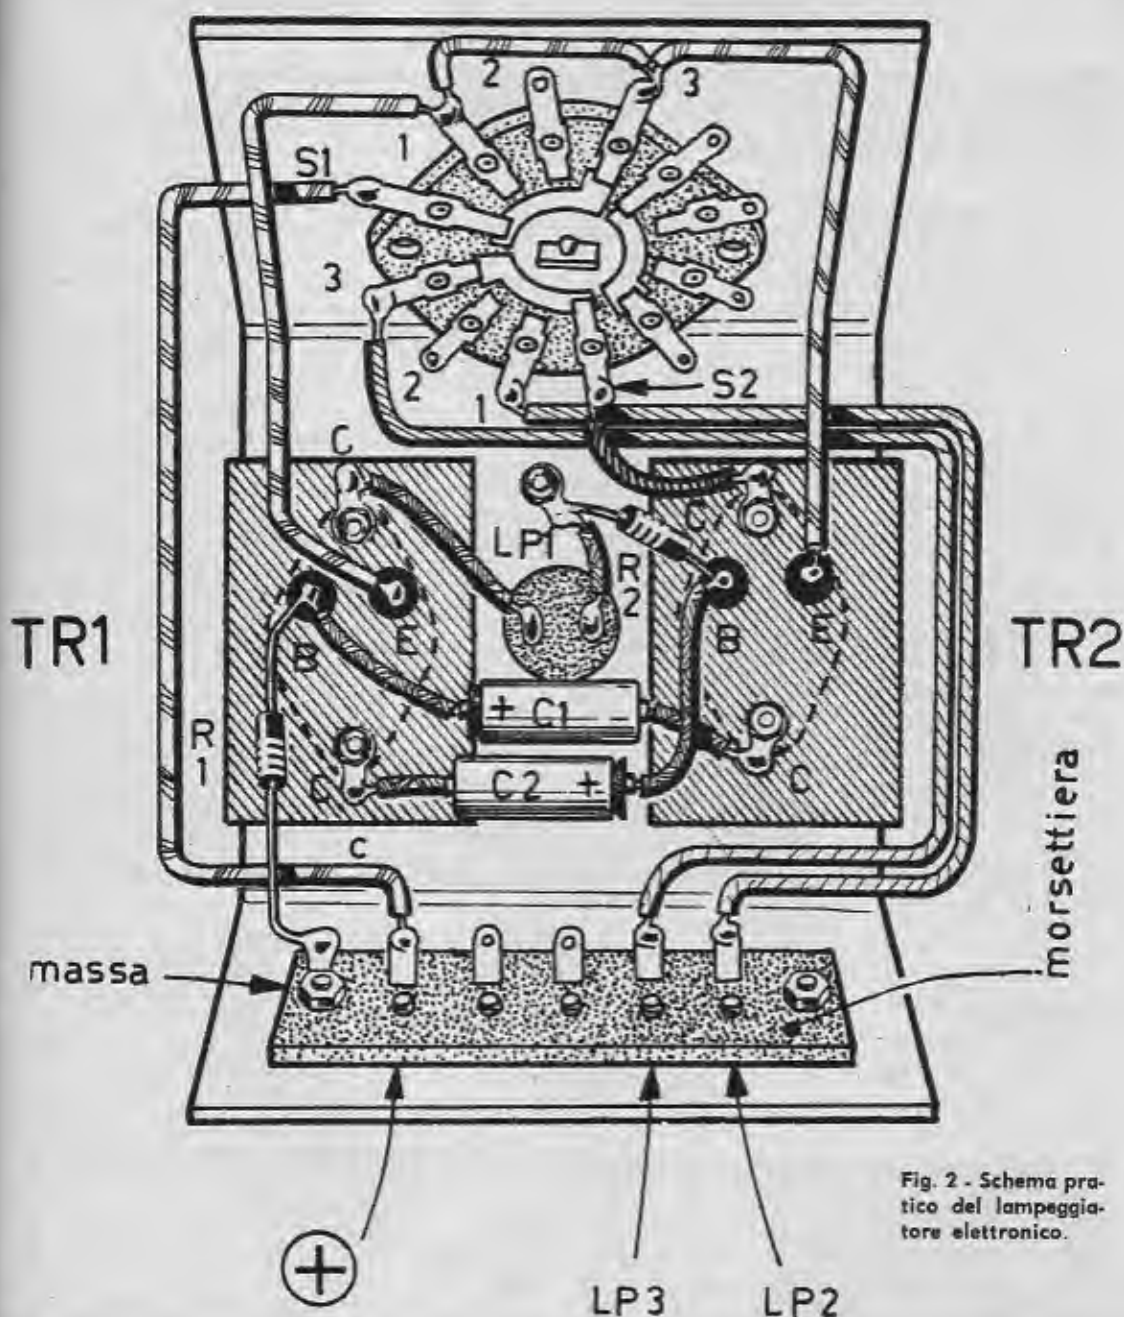 2
3
1
S1
3
2
1
S2
C
C
LP1
R
2
TR1
B
E
B
E
TR2
+ C1 -
R
1
C
C2 +
C
c
morsettiera
massa
Fig. 2 - Schema pra-
tico del lampeggia-
tore elettronico.
+
LP3
LP2